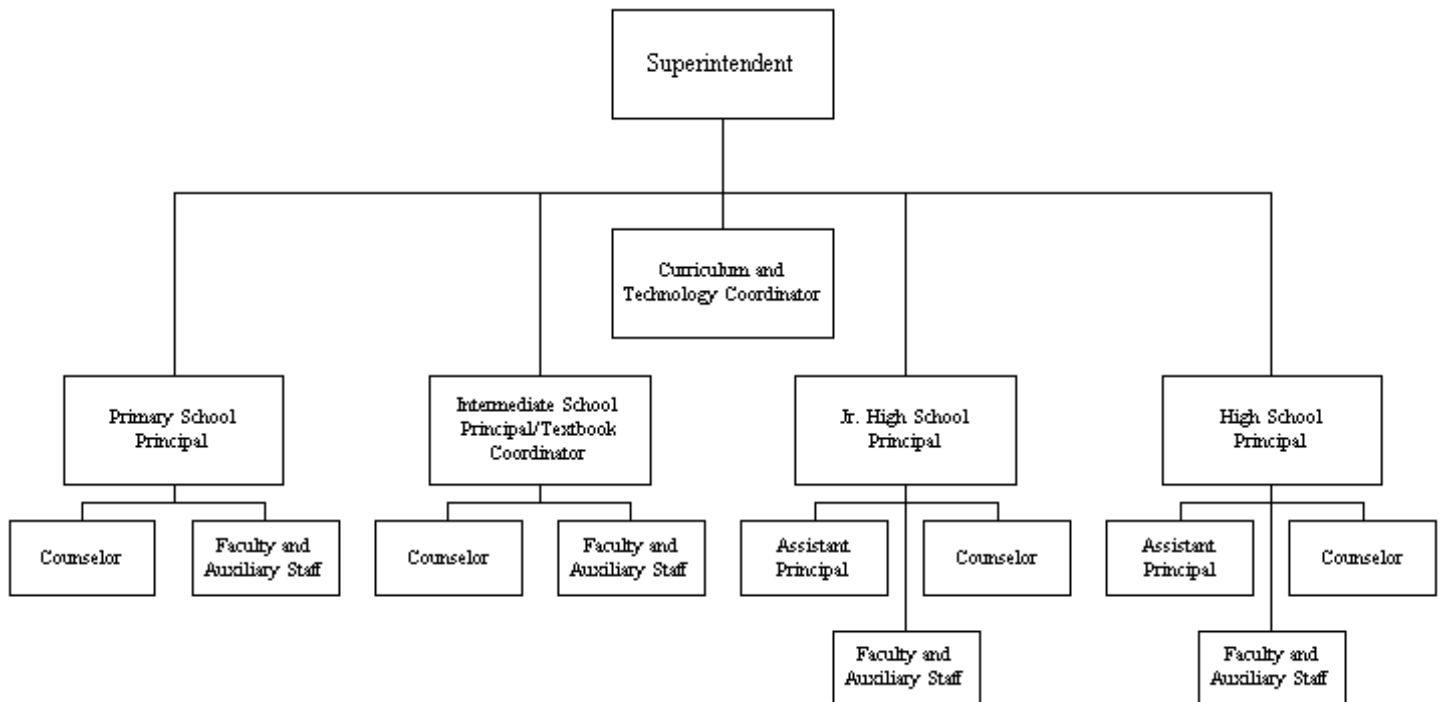 Superintendent
Curriculum and
Technology Coordinator
Primary School
Principal
Intermediate School
Principal/Textbook
Coordinator
Jr. High School
Principal
High School
Principal
Counselor
Faculty and
Auxiliary Staff
Counselor
Faculty and
Auxiliary Staff
Assistant
Principal
Counselor
Assistant
Principal
Counselor
Faculty and
Auxiliary Staff
Faculty and
Auxiliary Staff